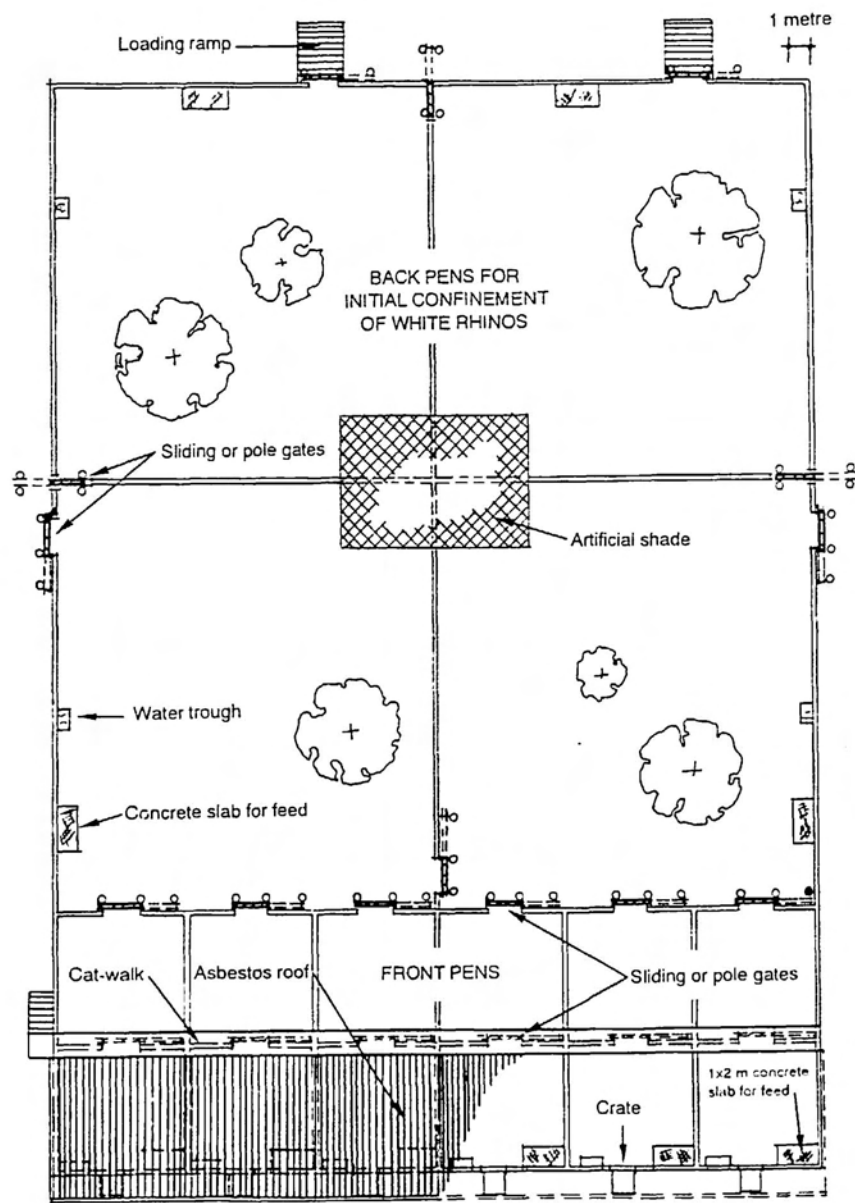 Loading ramp
1 metre
BACK PENS FOR
INITIAL CONFINEMENT
OF WHITE RHINOS
Sliding or pole gates
Artificial shade
Water trough
Concrete slab for feed
Cat-walk
Asbestos roof
FRONT PENS
Sliding or pole gates
1x2 m concrete
slab for feed
Crate